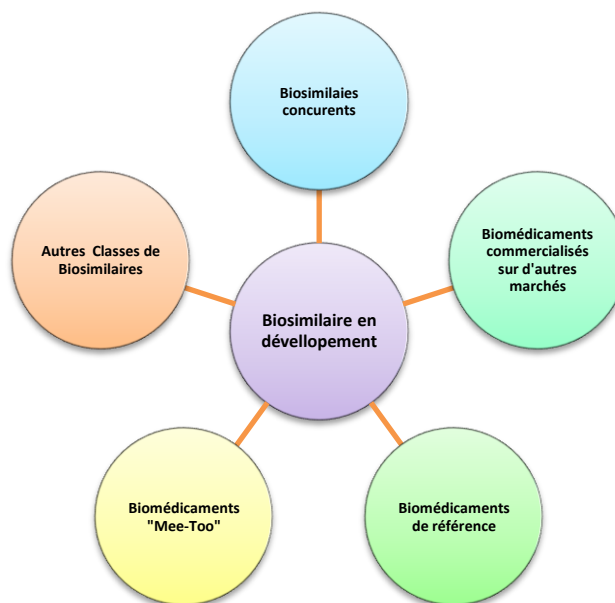 Biosimilaies
concurents
Biomédicaments
commercialisés
sur d'autres
marchés
Autres Classes de
Biosimilaires
Biosimilaire en
dévellopement
Biomédicaments
"Mee-Too"
Biomédicaments
de référence